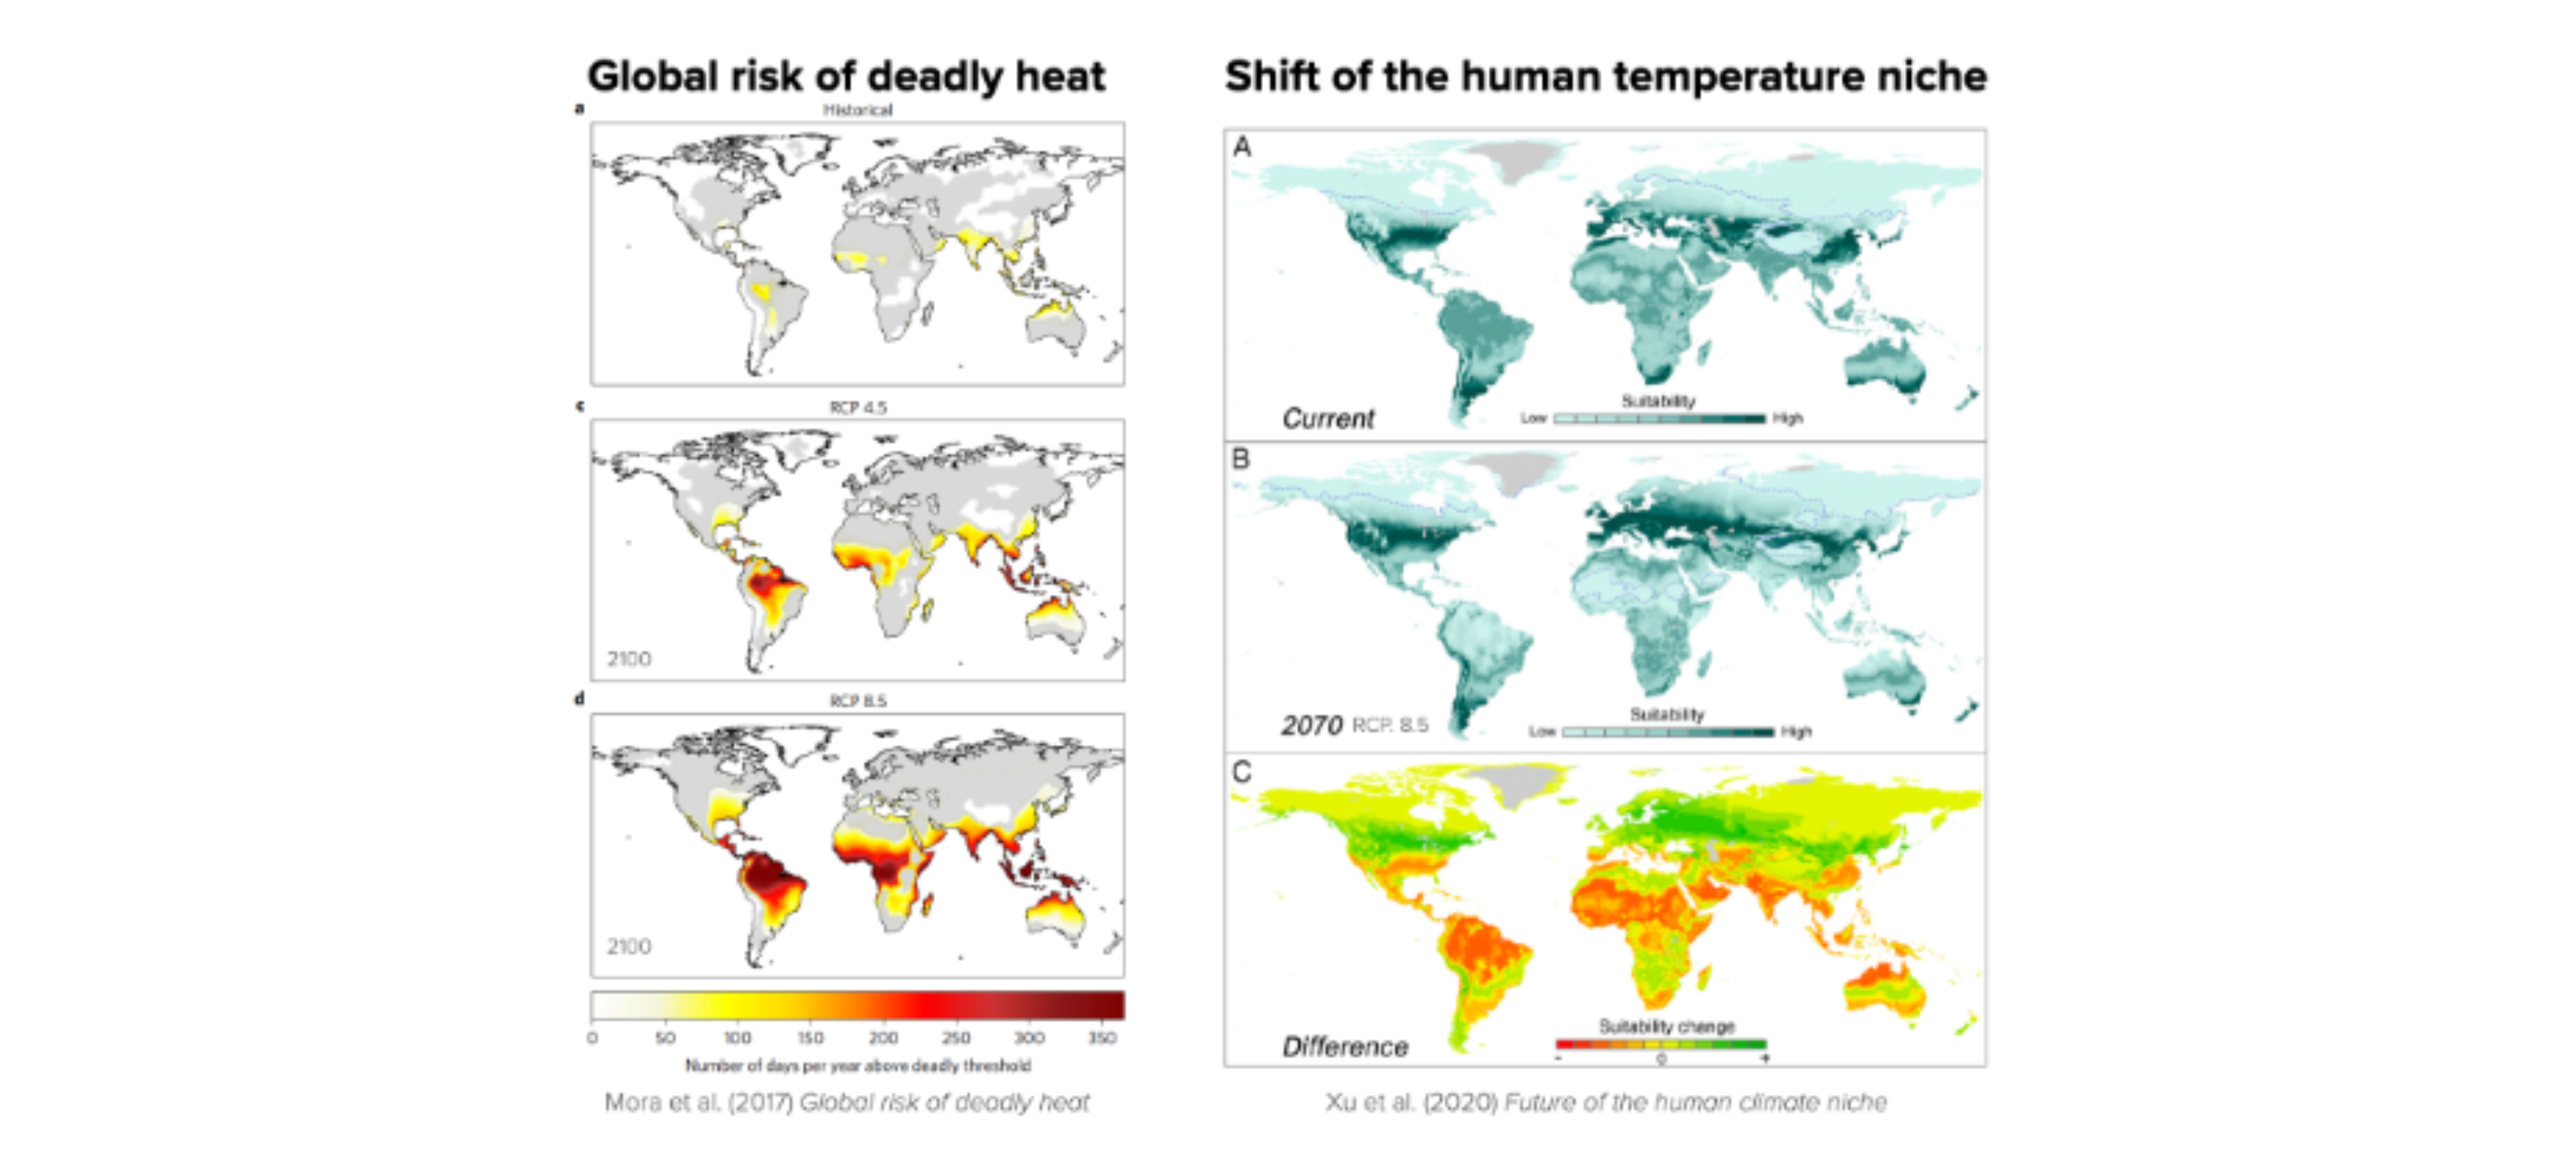 Global risk of deadly heat
a
Historical
c
RCP 4.5
2100
d
RCP 8.5
2100
0 50 100 150 200 250 300 350
Number of days per year above deadly threshold
Mora et al. (2017) Global risk of deadly heat
Shift of the human temperature niche
A
Current
Suitability
Low High
B
2070 RCP. 8.5
Suitability
Low High
C
Difference
Suitability change
- 0 +
Xu et al. (2020) Future of the human climate niche